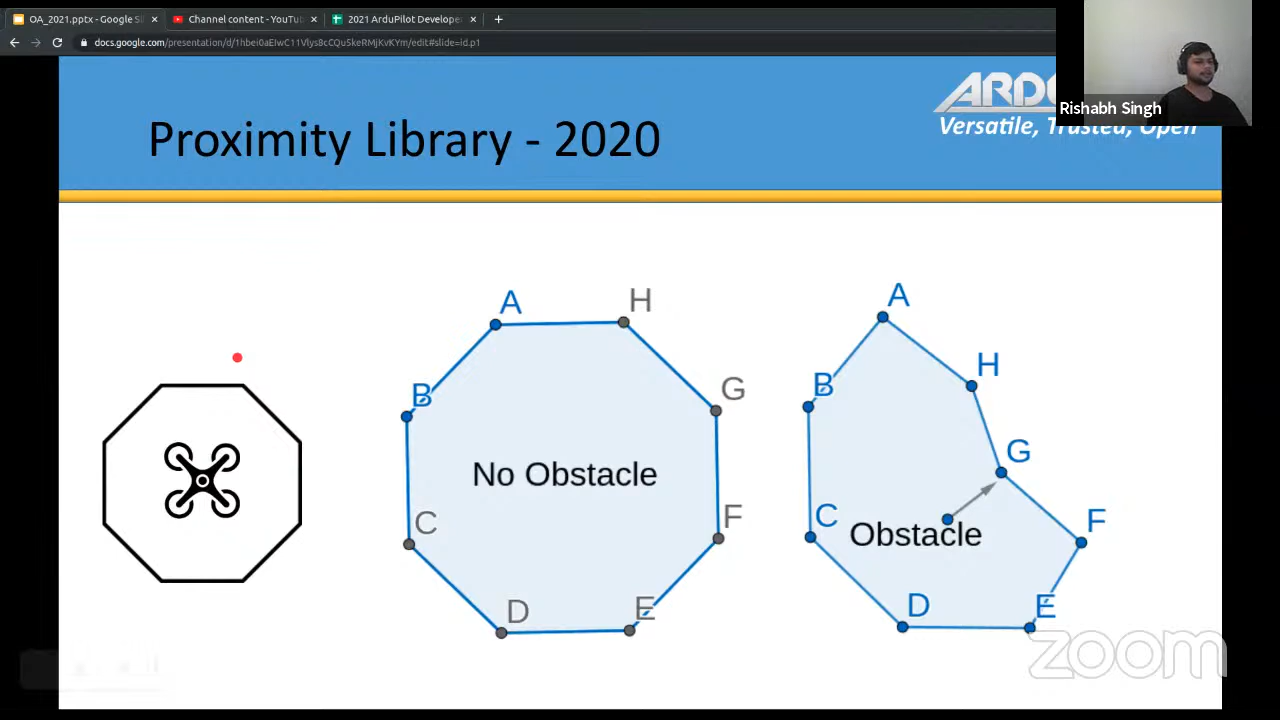 OA_2021.pptx - Google Sl
Channel content - YouTu
2021 ArduPilot Develope
docs.google.com/presentation/d/1hbei0aEIwC11Vlys8cCQu5keRMjKvKYm/edit#slide=id.p1
Rishabh Singh
Proximity Library - 2020
ARD
Versatile, Trusted, Open
A
H
B
G
No Obstacle
C
F
D
E
A
H
B
G
C
Obstacle
F
D
E
zoom